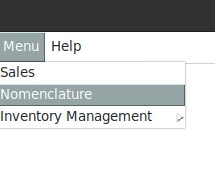 Menu Help
Sales
Nomenclature
Inventory Management